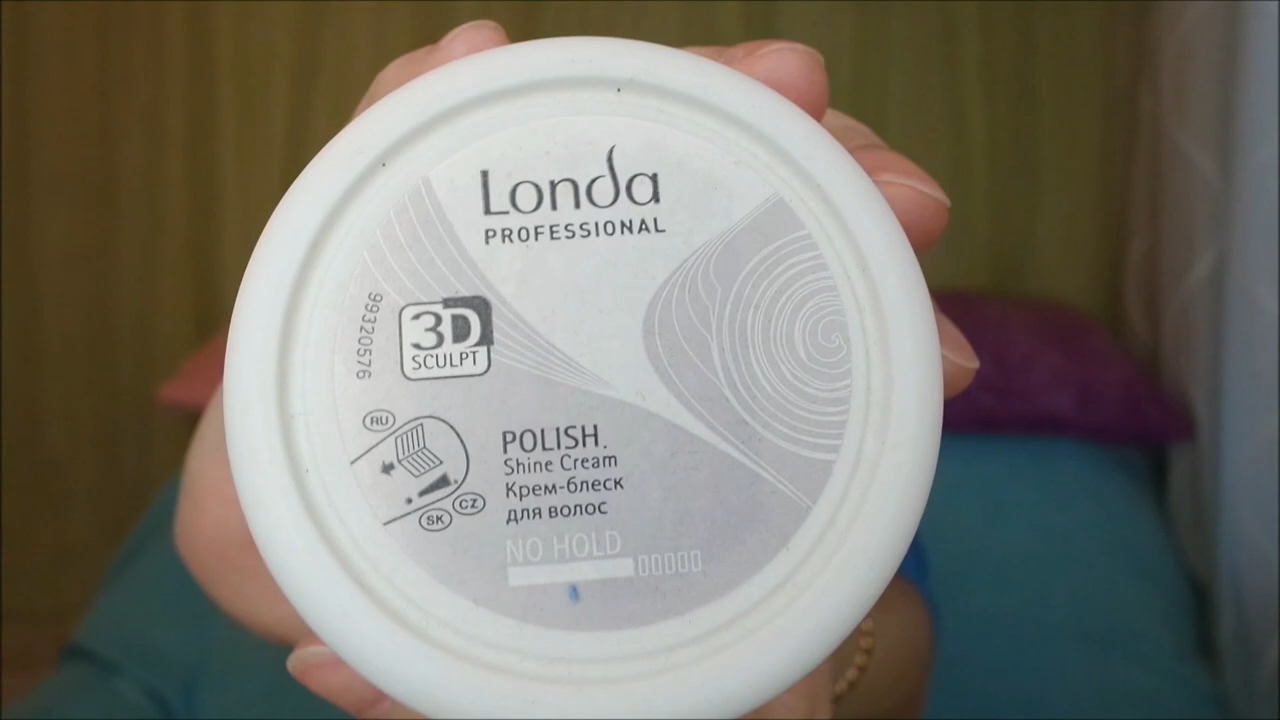 Londa
PROFESSIONAL
99320576
3D
SCULPT
RU
SK
CZ
POLISH.
Shine Cream
Крем-блеск
для волос
NO HOLD